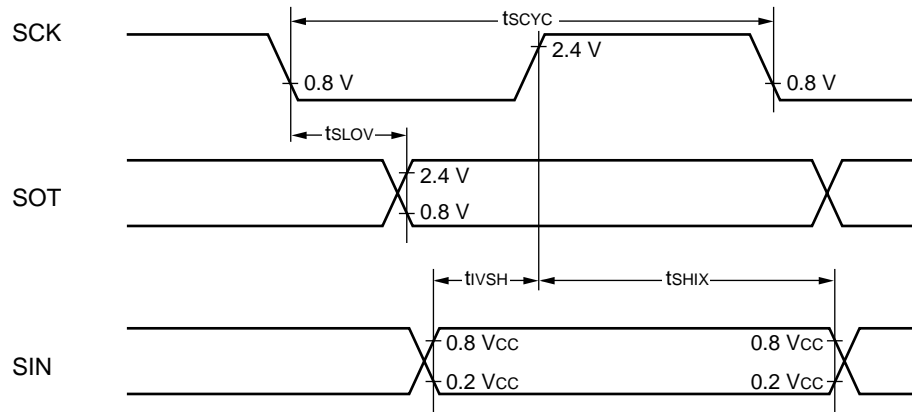 tSCYC
SCK
2.4 V
0.8 V
0.8 V
tSLOV
2.4 V
SOT
0.8 V
tIVSH
tSHIX
0.8 VCC
0.8 VCC
SIN
0.2 VCC
0.2 VCC